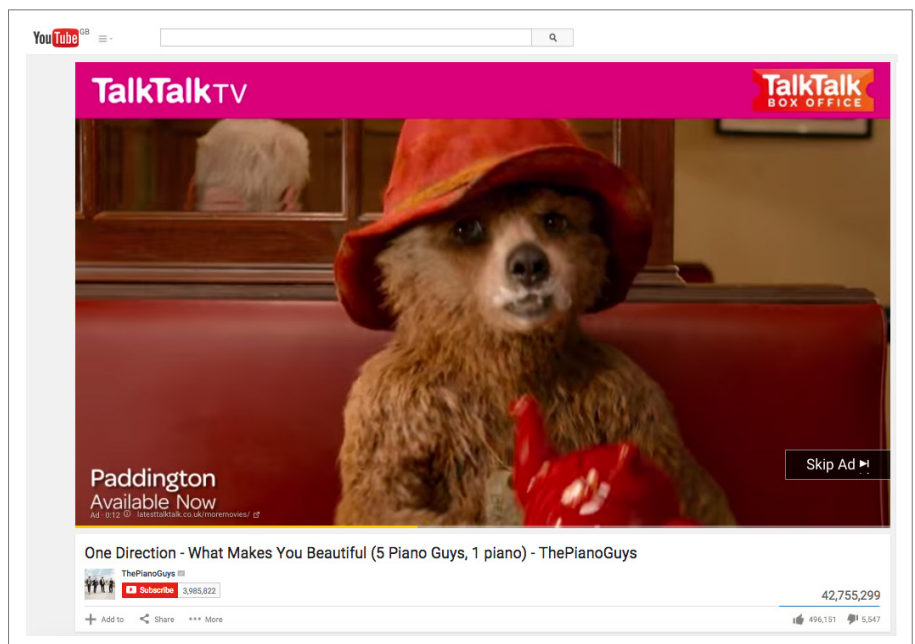 YouTube GB
TalkTalk TV
TalkTalk
BOX OFFICE
Skip Ad
Paddington
Available Now
Ad · 0:12 latesttalktalk.co.uk/moremovies/
One Direction - What Makes You Beautiful (5 Piano Guys, 1 piano) - ThePianoGuys
ThePianoGuys
Subscribe 3,985,822
42,755,299
Add to Share More
496,151 5,547